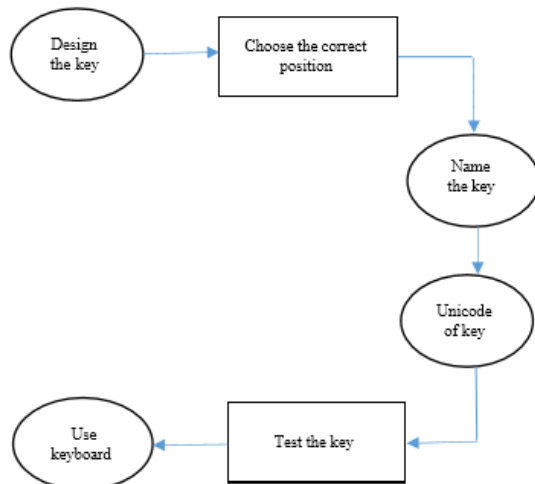 Design
the key
Choose the correct
position
Name
the key
Unicode
of key
Test the key
Use
keyboard